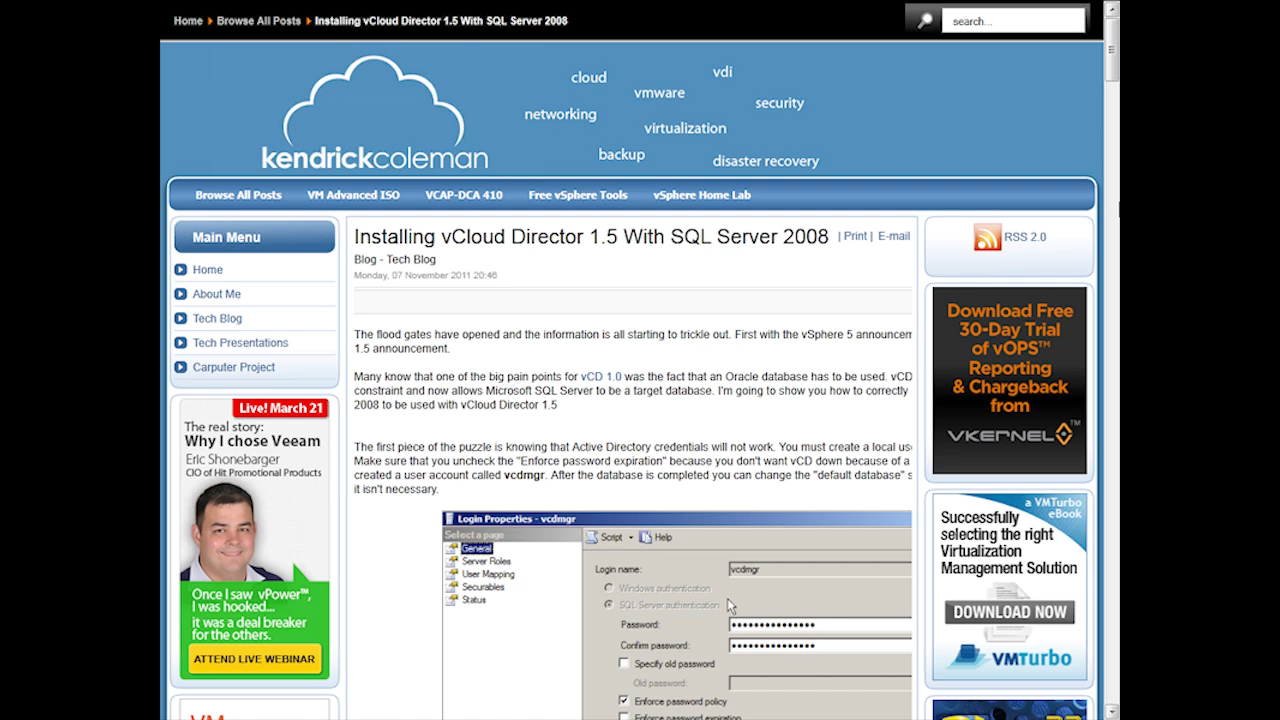 Home Browse All Posts Installing vCloud Director 1.5 With SQL Server 2008
search...
cloud
vdi
vmware
security
networking
virtualization
backup
disaster recovery
kendrickcoleman
Browse All Posts VM Advanced ISO VCAP-DCA 410 Free vSphere Tools vSphere Home Lab
Main Menu
Home
About Me
Tech Blog
Tech Presentations
Carputer Project
Live! March 21
The real story:
Why I chose Veeam
Eric Shonebarger
CIO of Hit Promotional Products
Once I saw vPower™,
I was hooked...
it was a deal breaker
for the others.
ATTEND LIVE WEBINAR
Installing vCloud Director 1.5 With SQL Server 2008 | Print | E-mail
Blog - Tech Blog
Monday, 07 November 2011 20:46
The flood gates have opened and the information is all starting to trickle out. First with the vSphere 5 announcem
1.5 announcement.
Many know that one of the big pain points for vCD 1.0 was the fact that an Oracle database has to be used. vCD
constraint and now allows Microsoft SQL Server to be a target database. I'm going to show you how to correctly
2008 to be used with vCloud Director 1.5
The first piece of the puzzle is knowing that Active Directory credentials will not work. You must create a local us
Make sure that you uncheck the "Enforce password expiration" because you don't want vCD down because of a
created a user account called vcdmgr. After the database is completed you can change the "default database" s
it isn't necessary.
Login Properties - vcdmgr
Select a page
General
Server Roles
User Mapping
Securables
Status
Script Help
Login name: vcdmgr
Windows authentication
SQL Server authentication
Password:
Confirm password:
Specify old password
Old password:
Enforce password policy
Enforce password expiration
RSS 2.0
Download Free
30-Day Trial
of vOPS™
Reporting
& Chargeback
from
VKERNEL
a VMTurbo
eBook
Successfully
selecting the right
Virtualization
Management Solution
DOWNLOAD NOW
VMTurbo